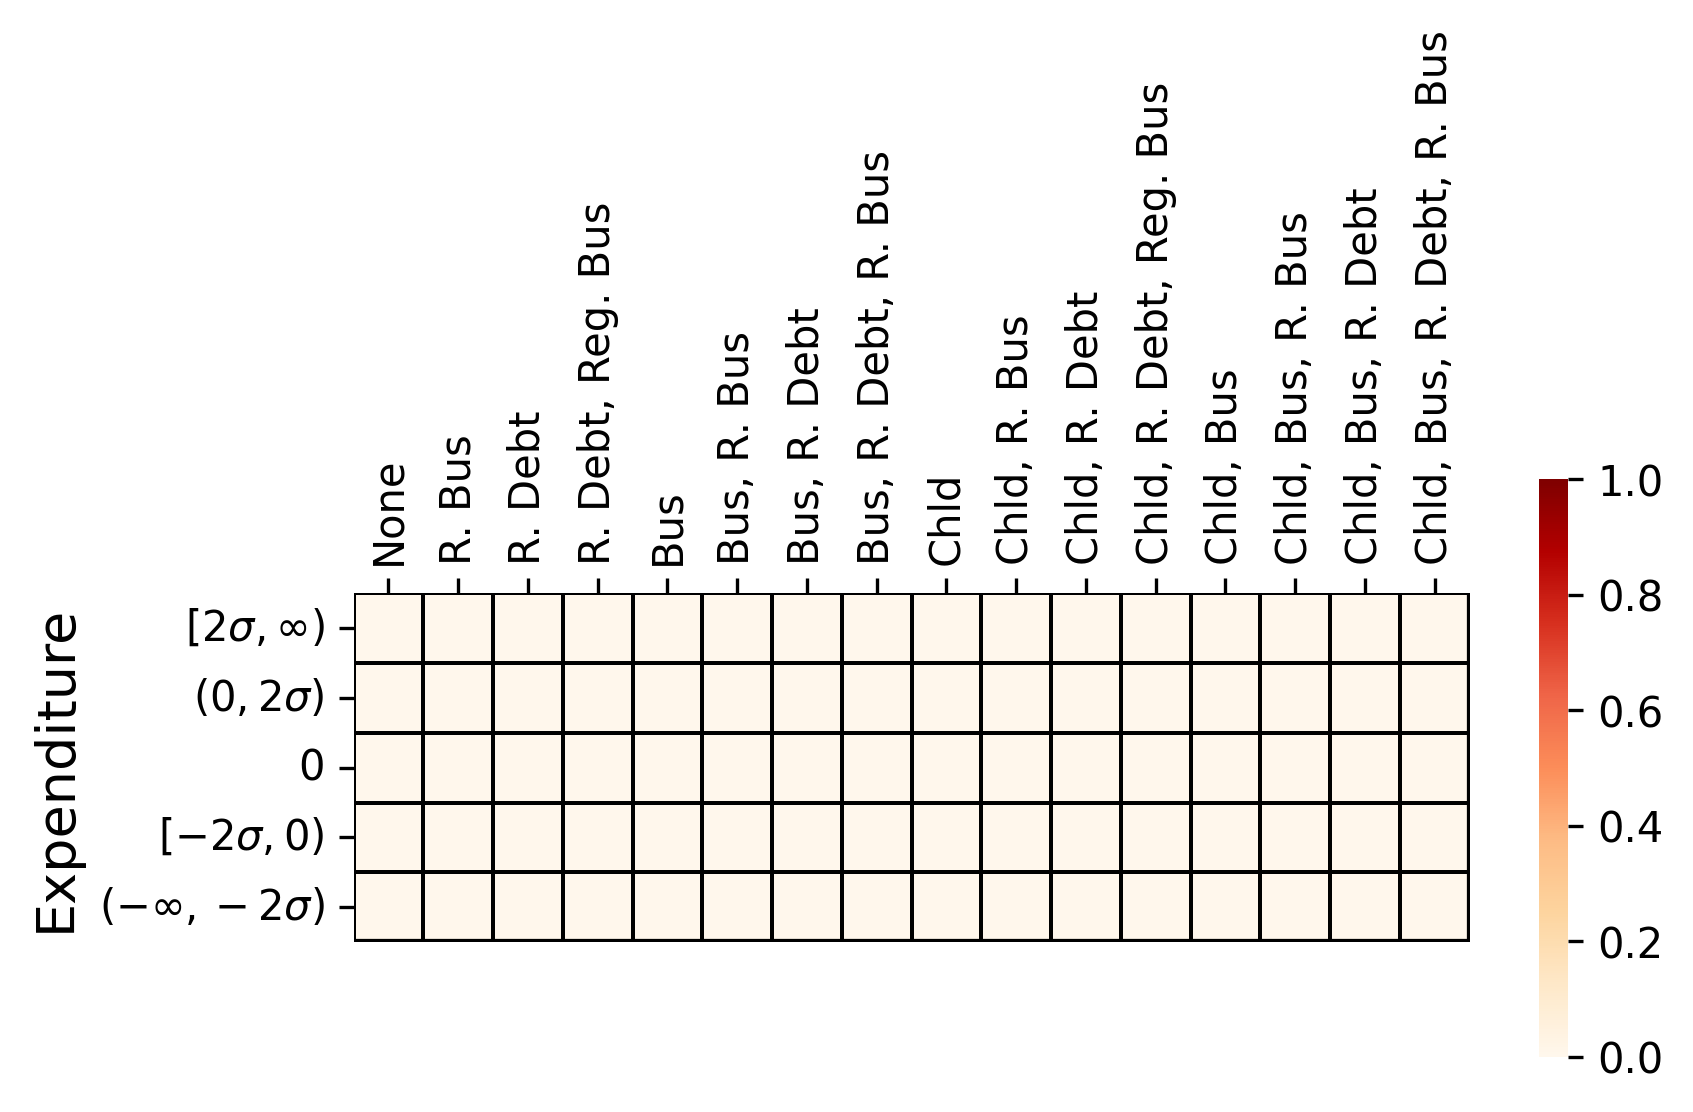 None
R. Bus
R. Debt
R. Debt, Reg. Bus
Bus
Bus, R. Bus
Bus, R. Debt
Bus, R. Debt, R. Bus
Chld
Chld, R. Bus
Chld, R. Debt
Chld, R. Debt, Reg. Bus
Chld, Bus
Chld, Bus, R. Bus
Chld, Bus, R. Debt
Chld, Bus, R. Debt, R. Bus
Expenditure
[2σ, ∞)
(0, 2σ)
0
[−2σ, 0)
(−∞, −2σ)
1.0
0.8
0.6
0.4
0.2
0.0